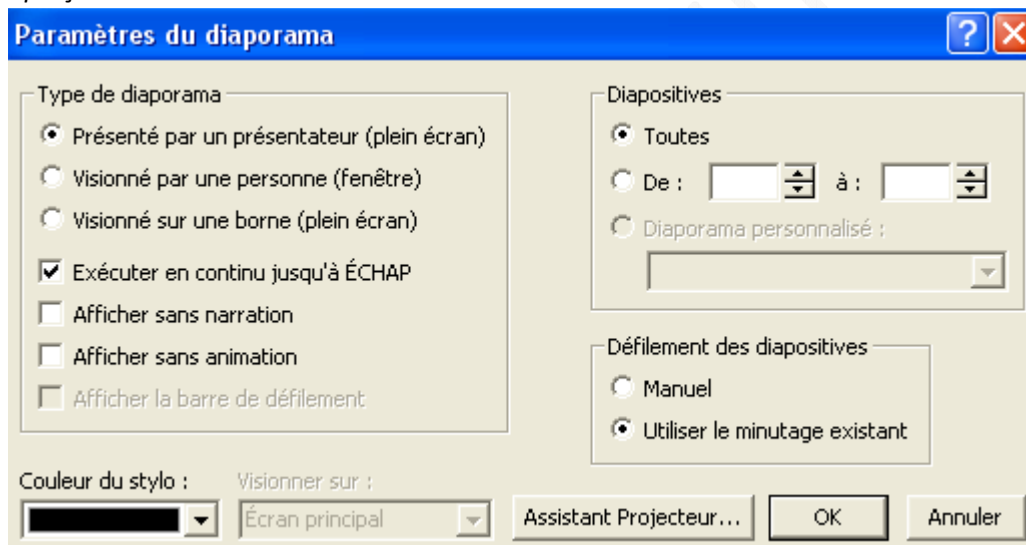 Paramètres du diaporama
Type de diaporama
Présenté par un présentateur (plein écran)
Visionné par une personne (fenêtre)
Visionné sur une borne (plein écran)
Exécuter en continu jusqu'à ÉCHAP
Afficher sans narration
Afficher sans animation
Afficher la barre de défilement
Diapositives
Toutes
De : à :
Diaporama personnalisé :
Défilement des diapositives
Manuel
Utiliser le minutage existant
Couleur du stylo :
Visionner sur :
Écran principal
Assistant Projecteur...
OK
Annuler